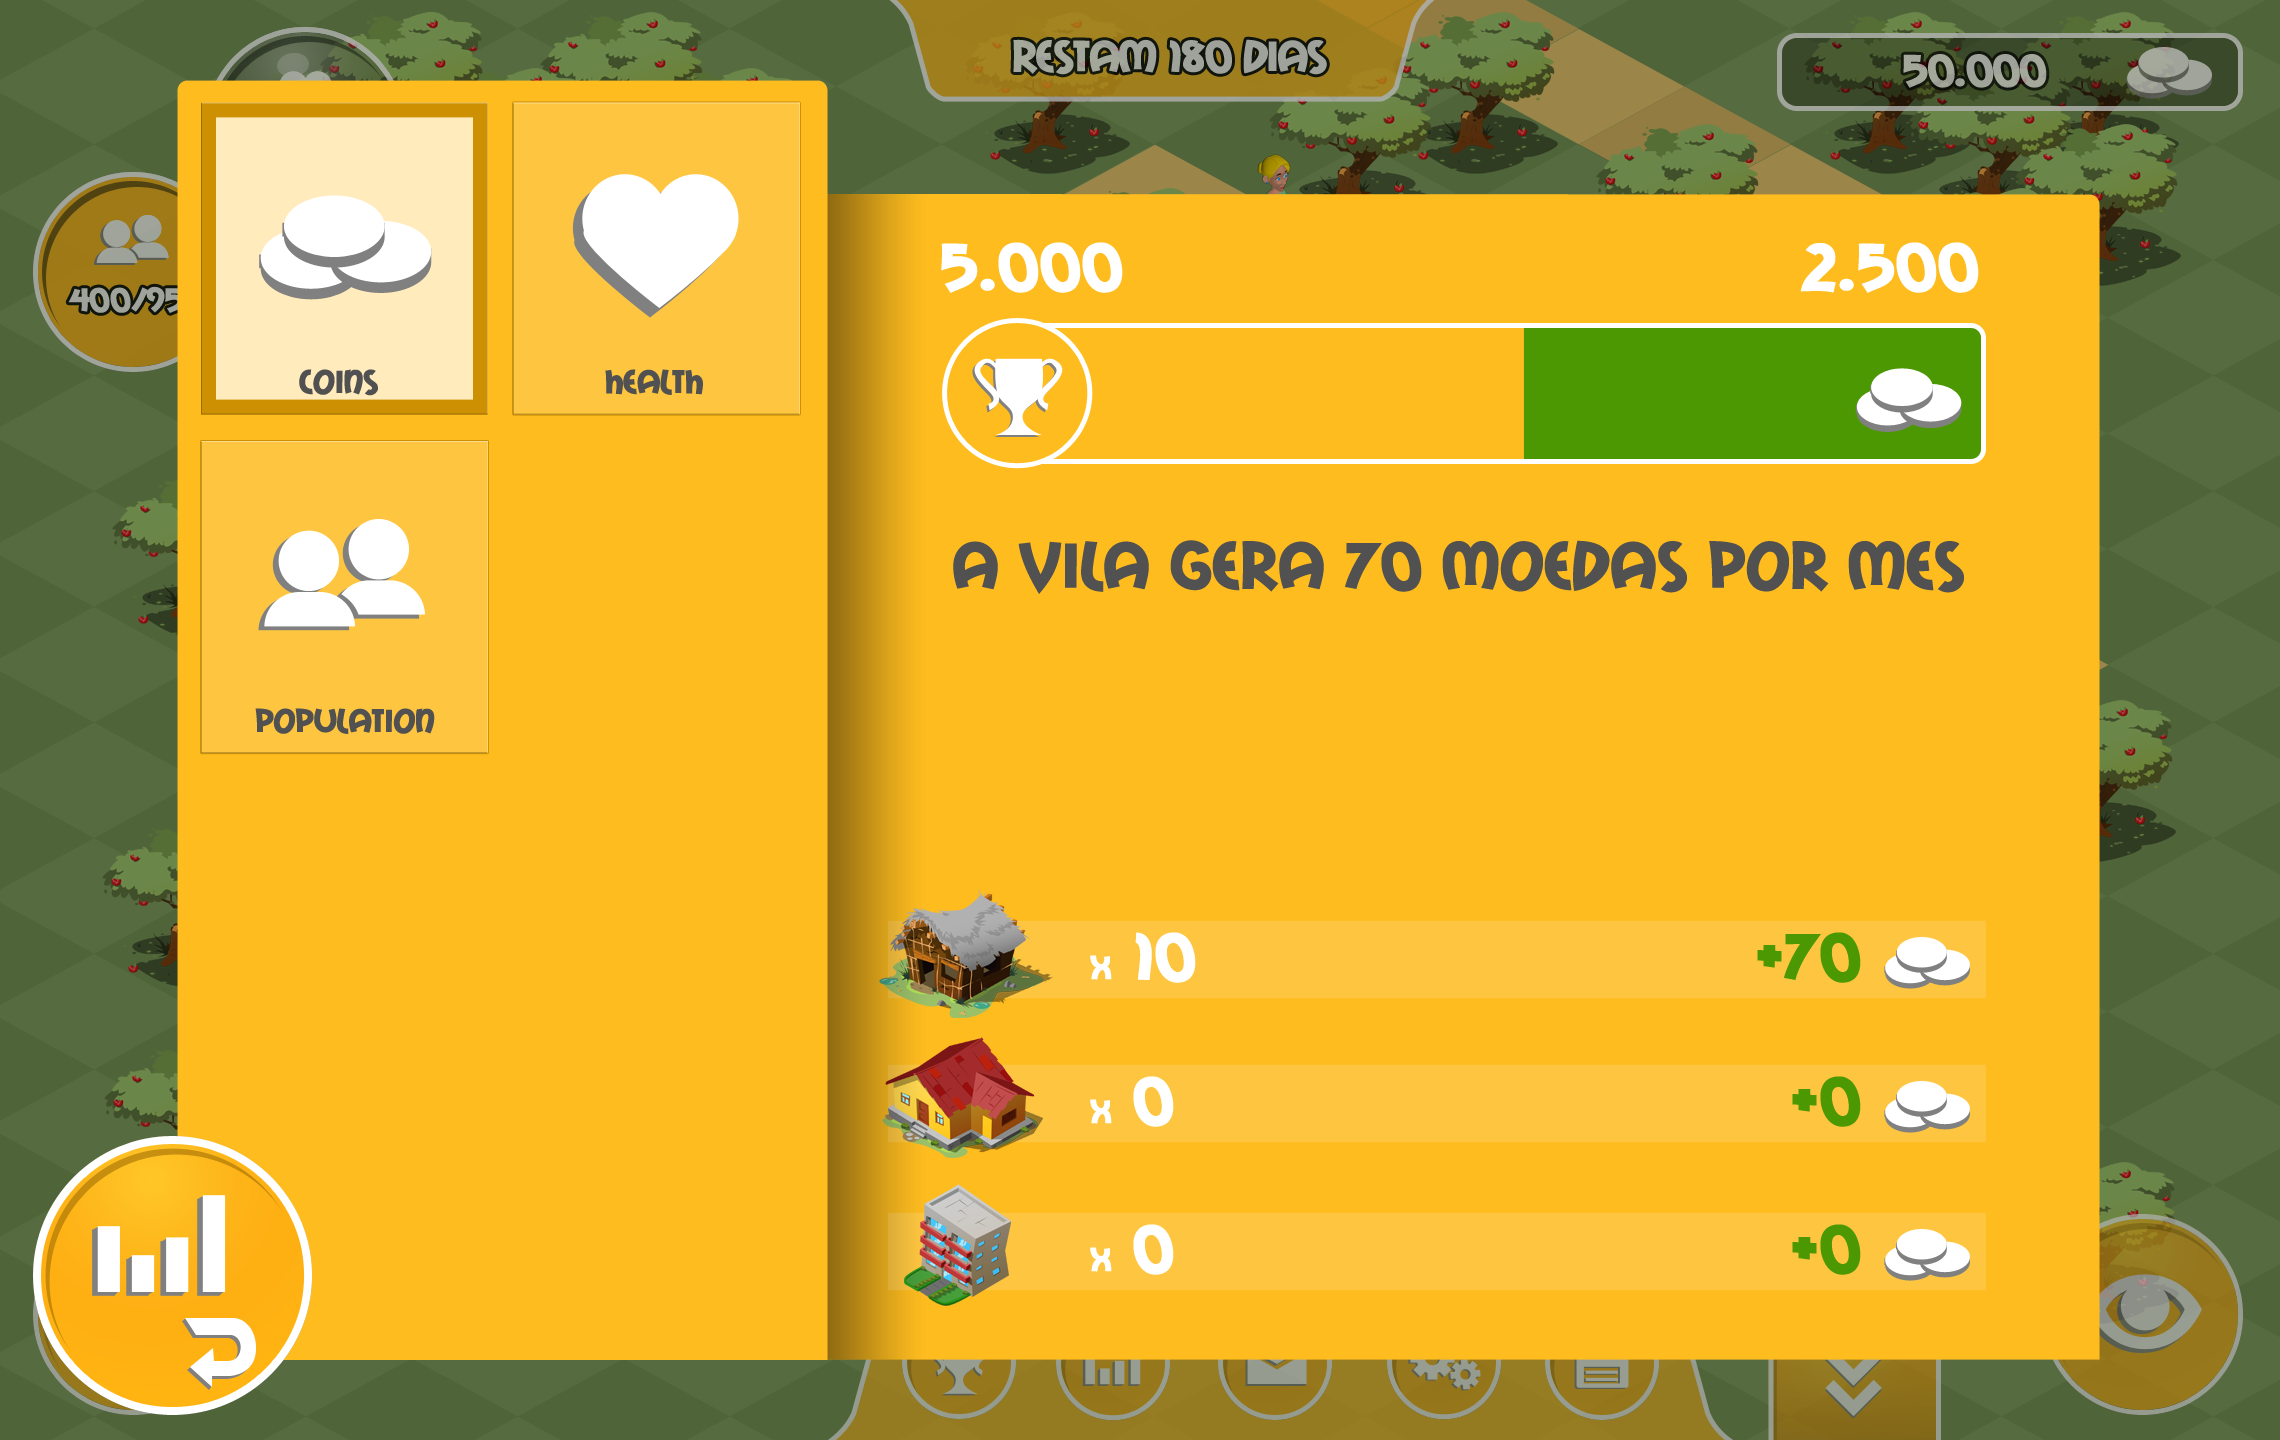 RESTAM 180 DIAS
50.000
400/95
COINS
hEALTh
POPULATION
5.000
2.500
A VILA GERA 70 MOEDAS POR MES
x 10
+70
x 0
+0
x 0
+0